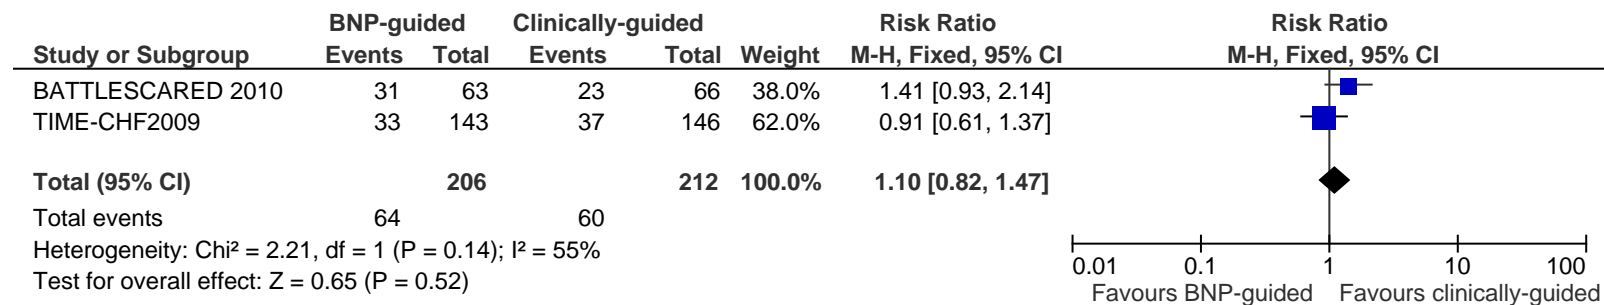 BNP-guided Clinically-guided Risk Ratio Risk Ratio
Study or Subgroup Events Total Events Total Weight M-H, Fixed, 95% CI M-H, Fixed, 95% CI
BATTLESCARED 2010 31 63 23 66 38.0% 1.41 [0.93, 2.14]
TIME-CHF2009 33 143 37 146 62.0% 0.91 [0.61, 1.37]
Total (95% CI) 206 212 100.0% 1.10 [0.82, 1.47]
Total events 64 60
Heterogeneity: Chi² = 2.21, df = 1 (P = 0.14); I² = 55%
Test for overall effect: Z = 0.65 (P = 0.52)
0.01 0.1 1 10 100
Favours BNP-guided Favours clinically-guided